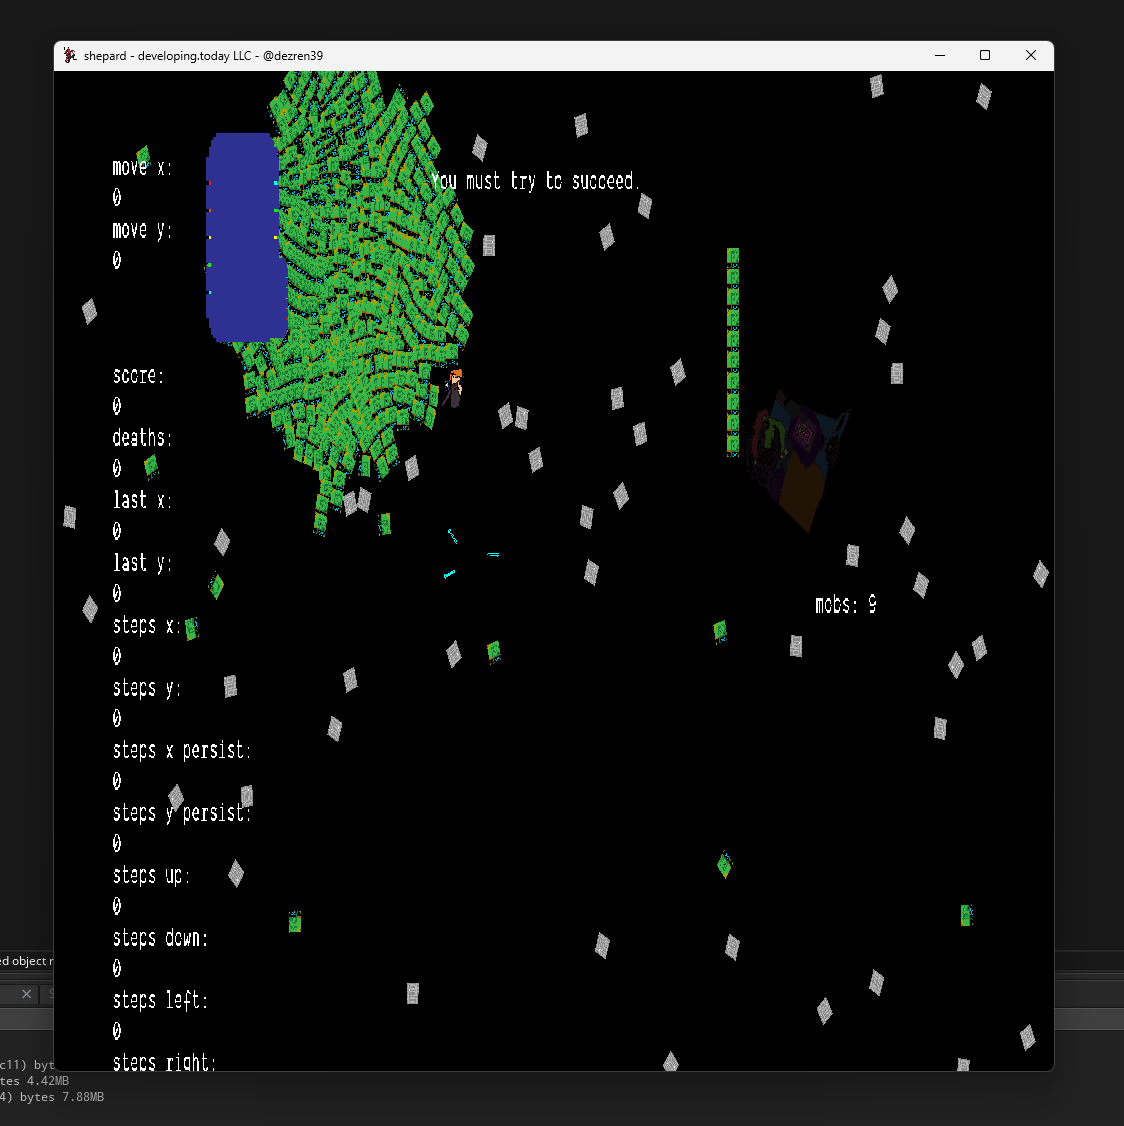 shepard - developing.today LLC - @dezren39
move x:
You must try to succeed.
0
move y:
0
score:
0
deaths:
0
last x:
0
last y:
0
mobs: 9
steps x:
0
steps y:
0
steps x persist:
0
steps y persist:
0
steps up:
0
steps down:
0
ed object r
steps left:
0
steps right:
c11) byt
tes 4.42MB
4) bytes 7.88MB